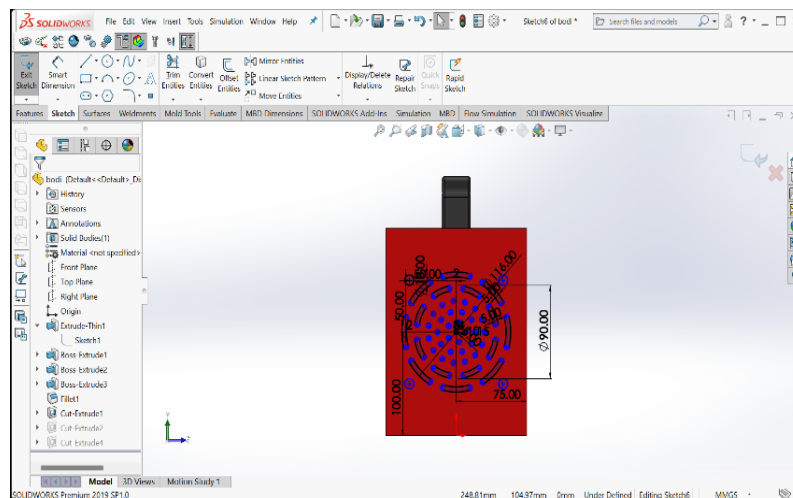 SOLIDWORKS File Edit View Insert Tools Simulation Window Help Sketch6 of bodi * Search files and models
Exit Sketch
Smart Dimension
Trim Entities
Convert Entities
Offset Entities
Mirror Entities
Linear Sketch Pattern
Move Entities
Display/Delete Relations
Repair Sketch
Quick Snaps
Rapid Sketch
Features Sketch Surfaces Weldments Mold Tools Evaluate MBD Dimensions SOLIDWORKS Add-Ins Simulation MBD Flow Simulation SOLIDWORKS Visualize
bodi (Default<<Default>_Di
History
Sensors
Annotations
Solid Bodies(1)
Material <not specified>
Front Plane
Top Plane
Right Plane
Origin
Extrude-Thin1
Sketch1
Boss-Extrude1
Boss-Extrude2
Boss-Extrude3
Fillet1
Cut-Extrude1
Cut-Extrude2
Cut-Extrude4
50.00
100.00
116.00
Ø90.00
75.00
Y
Z
Model 3D Views Motion Study 1
SOLIDWORKS Premium 2019 SP1.0 248.81mm 104.97mm 0mm Under Defined Editing Sketch6 MMGS